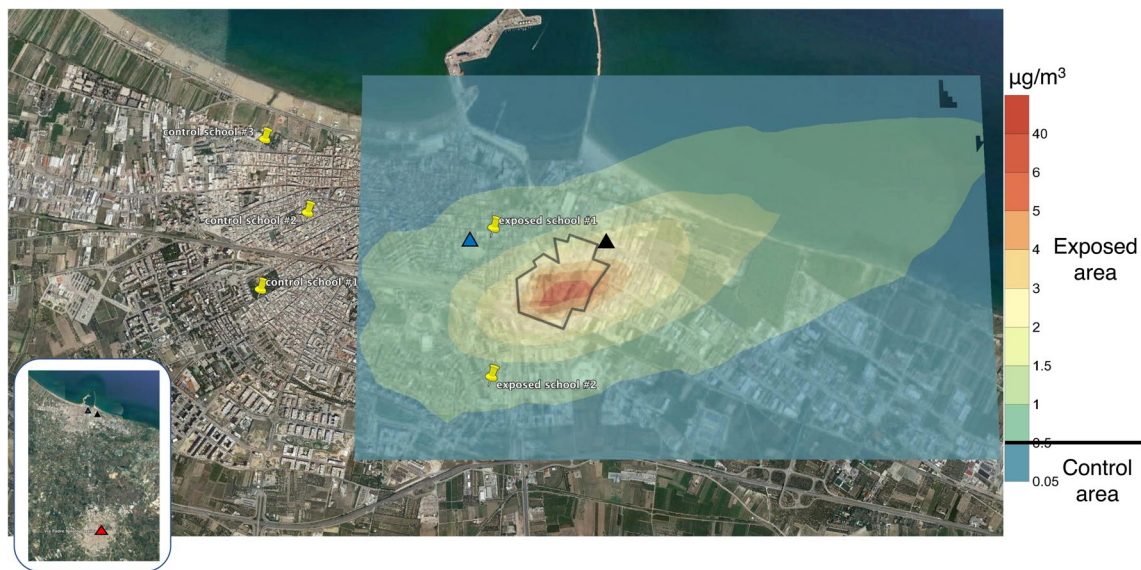 µg/m³
control school #3
40
6
control school #2
exposed school #1
5
4
Exposed
area
control school #1
3
2
1.5
exposed school #2
1
0.5
Control
area
0.05